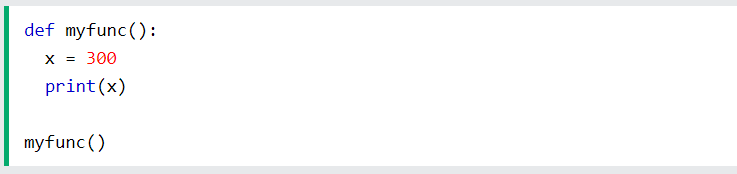 def myfunc():
  x = 300
  print(x)

myfunc()